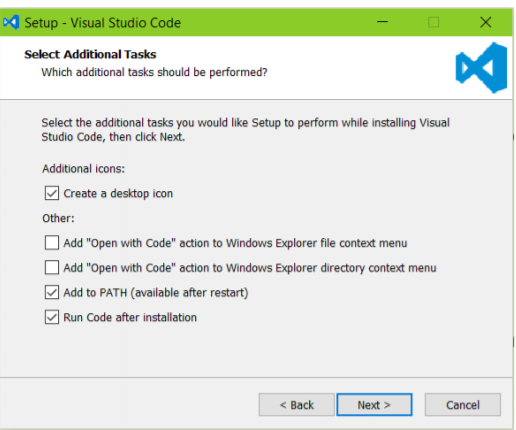 Setup - Visual Studio Code
Select Additional Tasks
Which additional tasks should be performed?
Select the additional tasks you would like Setup to perform while installing Visual
Studio Code, then click Next.
Additional icons:
Create a desktop icon
Other:
Add "Open with Code" action to Windows Explorer file context menu
Add "Open with Code" action to Windows Explorer directory context menu
Add to PATH (available after restart)
Run Code after installation
< Back Next > Cancel